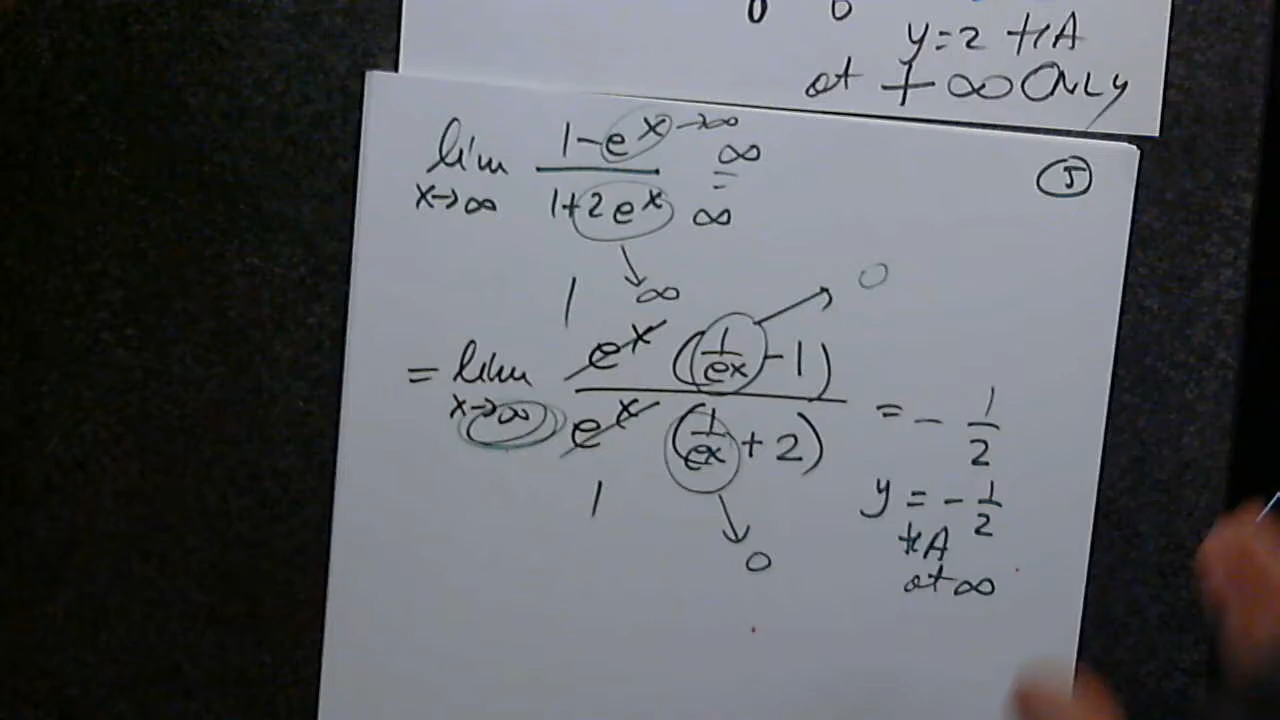 y=2 HA
at +∞ ONLY
5
lim x→∞ (1-e^x)/(1+2e^x) →∞ ∞ = ∞
→∞
= lim x→∞ e^x (1/e^x - 1) / e^x (1/e^x + 2) = - 1/2
1
0
1
0
y = - 1/2
HA
at ∞